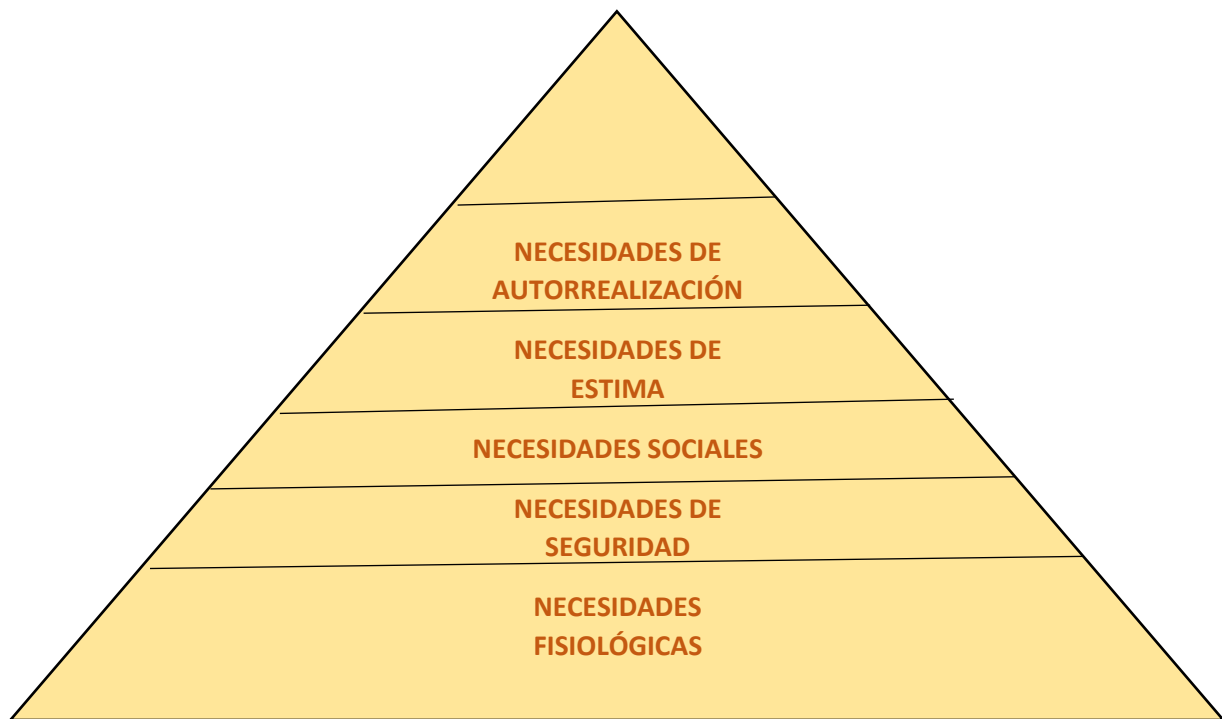 NECESIDADES DE
AUTORREALIZACIÓN
NECESIDADES DE
ESTIMA
NECESIDADES SOCIALES
NECESIDADES DE
SEGURIDAD
NECESIDADES
FISIOLÓGICAS